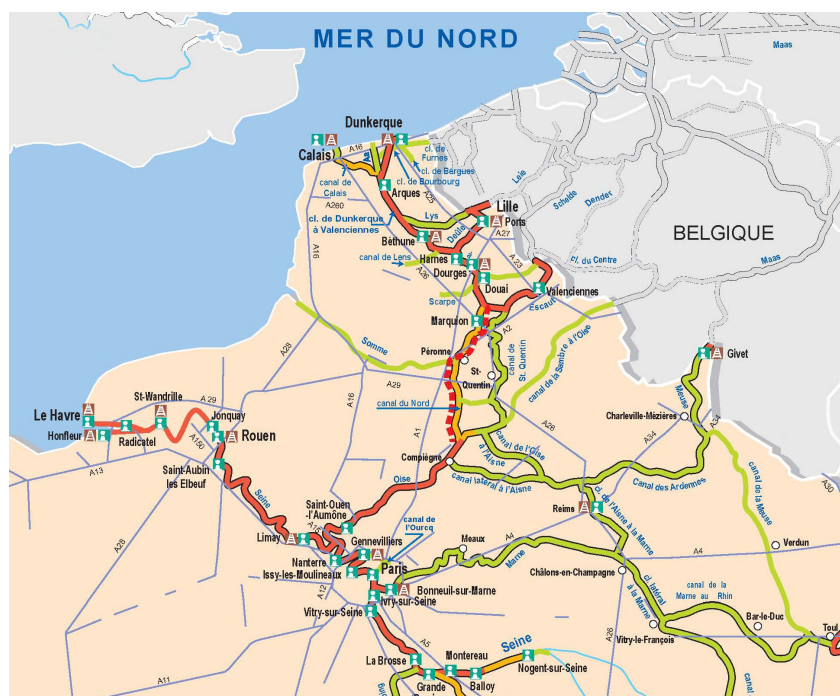 MER DU NORD
Maas
Dunkerque
Calais
A16
Aa
cl. de
Furnes
cl. de Bergues
cl. de Bourbourg
canal de
Calais
Arques
A25
A260
Lille
Lys
Ports
cl. de Dunkerque
à Valenciennes
Deûle
A27
Leie
Schelde
Dender
BELGIQUE
A16
Béthune
canal de Lens
A26
Harnes
Dourges
A23
cl. du Centre
Maas
Douai
Scarpe
Valenciennes
Escaut
Marquion
A2
Somme
A28
Péronne
St-
Quentin
canal de
St. Quentin
canal de la Sambre à l'Oise
Givet
Meuse
A29
A16
canal du Nord
A1
A26
Charleville-Mézières
A34
A34
St-Wandrille
A 29
Le Havre
Honfleur
Radicatel
Jonquay
A150
Rouen
A13
Saint-Aubin
les Elbeuf
Compiègne
canal de l'Oise
à l'Aisne
canal latéral à l'Aisne
Canal des Ardennes
canal de la Meuse
A30
Oise
Seine
Saint-Ouen
-l'Aumône
A15
canal de
l'Ourcq
Reims
cl. de l'Aisne à la Marne
A28
Limay
Gennevilliers
Meaux
A4
Marne
A4
Verdun
Nanterre
Paris
Issy-les-Moulineaux
Bonneuil-sur-Marne
Ivry-sur-Seine
A12
Vitry-sur-Seine
Châlons-en-Champagne
cl. latéral
à la Marne
canal de la
Marne au Rhin
Bar-le-Duc
Vitry-le-François
Toul
A26
A5
Seine
La Brosse
Montereau
Nogent-sur-Seine
Grande
Balloy
A11
canal